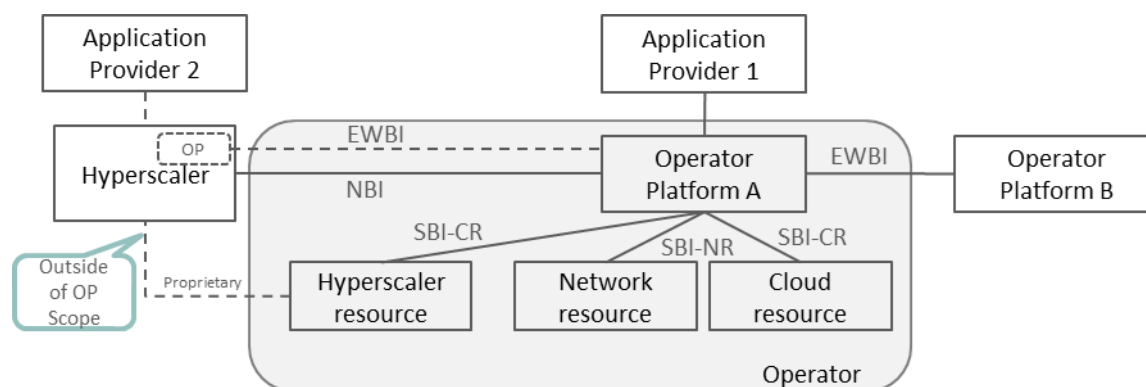 Application
Provider 2
Application
Provider 1
OP
Hyperscaler
EWBI
NBI
Operator
Platform A
EWBI
Operator
Platform B
SBI-CR
SBI-NR
SBI-CR
Outside
of OP
Scope
Proprietary
Hyperscaler
resource
Network
resource
Cloud
resource
Operator